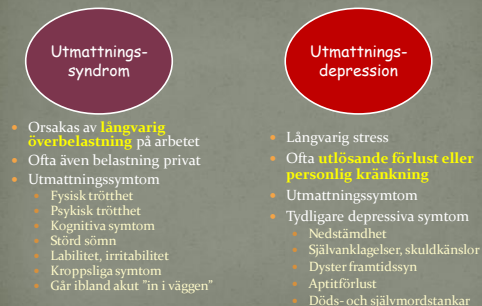 Utmattnings-
syndrom
• Orsakas av långvarig
överbelastning på arbetet
• Ofta även belastning privat
• Utmattningssymtom
• Fysisk trötthet
• Psykisk trötthet
• Kognitiva symtom
• Störd sömn
• Labilitet, irritabilitet
• Kroppsliga symtom
• Går ibland akut ”in i väggen”
Utmattnings-
depression
• Långvarig stress
• Ofta utlösande förlust eller
personlig kränkning
• Utmattningssymtom
• Tydligare depressiva symtom
• Nedstämdhet
• Självanklagelser, skuldkänslor
• Dyster framtidssyn
• Aptitförlust
• Döds- och självmordstankar